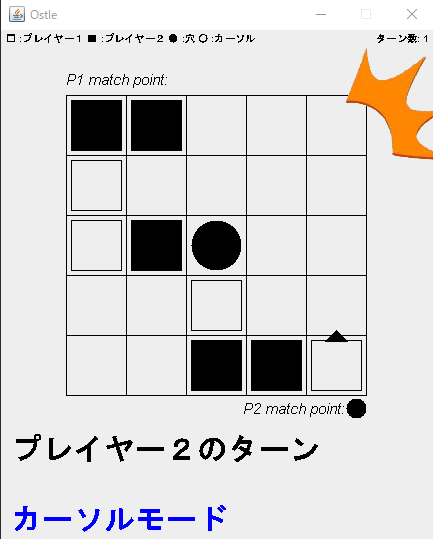 Ostle
□ :プレイヤー1 ■ :プレイヤー2 ● :穴 ○ :カーソル ターン数: 1
P1 match point:
P2 match point:
プレイヤー2のターン
カーソルモード